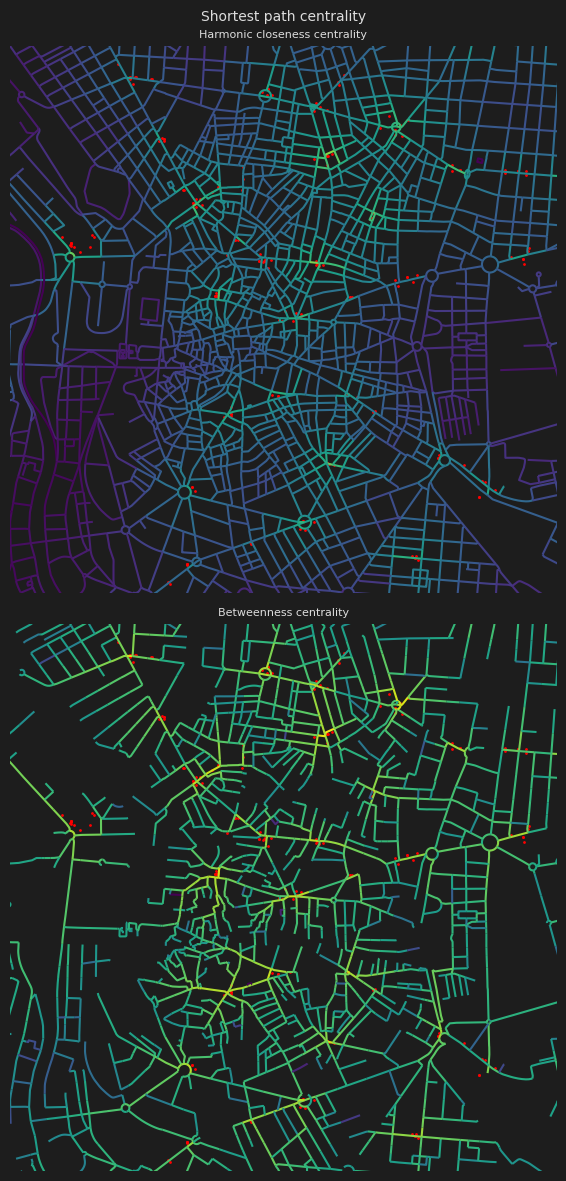 Shortest path centrality
Harmonic closeness centrality
Betweenness centrality